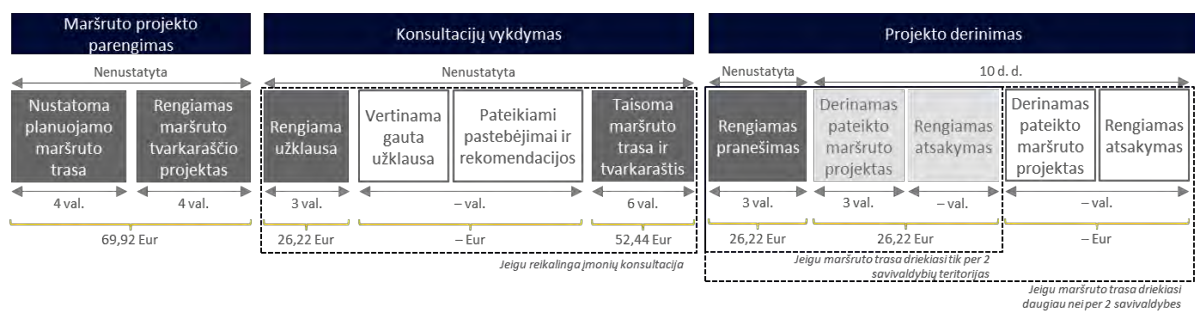 Maršruto projekto
parengimas
Konsultacijų vykdymas
Projekto derinimas
Nenustatyta
Nenustatyta
Nenustatyta
10 d. d.
Nustatoma
planuojamo
maršruto
trasa
Rengiamas
maršruto
tvarkaraščio
projektas
Rengiama
užklausa
Vertinama
gauta
užklausa
Pateikiami
pastebėjimai ir
rekomendacijos
Taisoma
maršruto
trasa ir
tvarkaraštis
Rengiamas
pranešimas
Derinamas
pateikto
maršruto
projektas
Rengiamas
atsakymas
Derinamas
pateikto
maršruto
projektas
Rengiamas
atsakymas
4 val.
4 val.
3 val.
– val.
6 val.
3 val.
3 val.
– val.
– val.
69,92 Eur
26,22 Eur
– Eur
52,44 Eur
26,22 Eur
26,22 Eur
– Eur
Jeigu reikalinga įmonių konsultacija
Jeigu maršruto trasa driekiasi tik per 2
savivaldybių teritorijas
Jeigu maršruto trasa driekiasi
daugiau nei per 2 savivaldybes